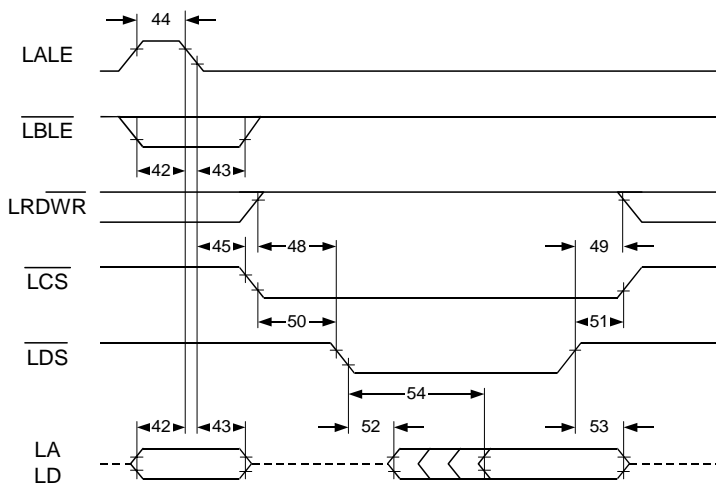 44
LALE
LBLE
42 43
LRDWR
45 48 49
LCS
50 51
LDS
54
42 43 52 53
LA
LD